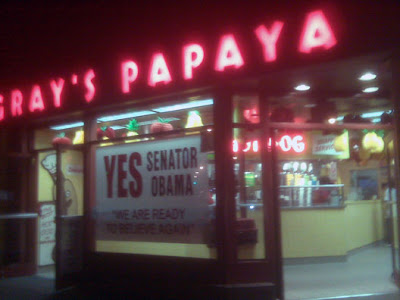 GRAY'S PAPAYA
HOT DOG
YES SENATOR
OBAMA
"WE ARE READY
TO BELIEVE AGAIN"